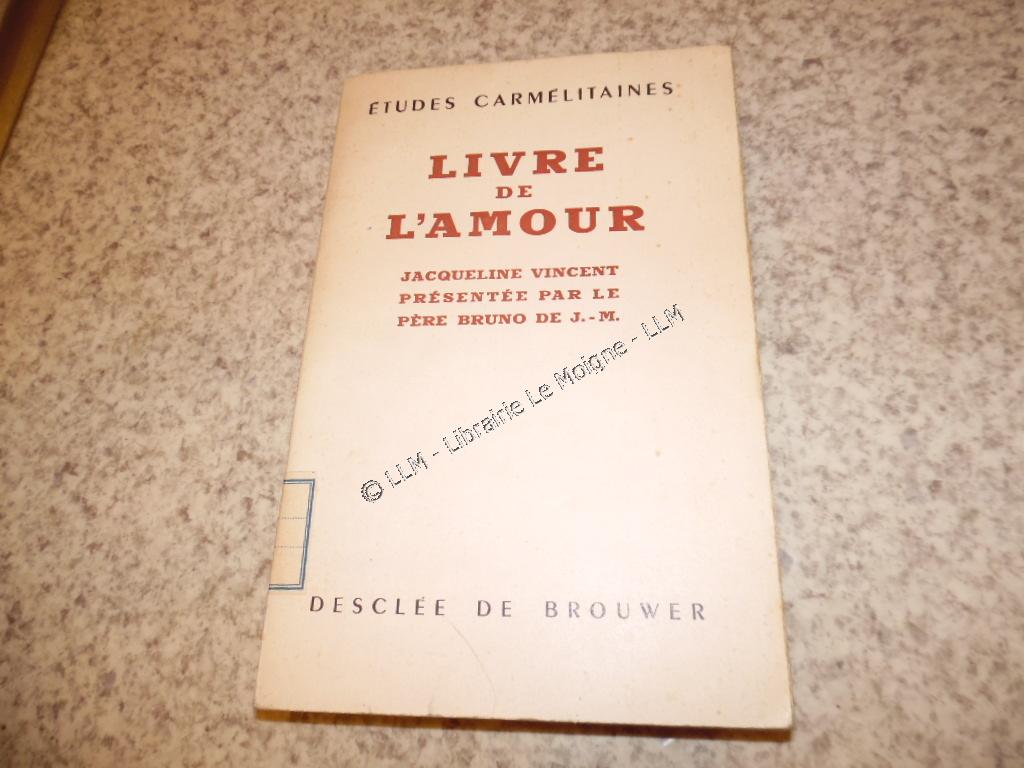 ÉTUDES CARMÉLITAINES
LIVRE
DE
L'AMOUR
JACQUELINE VINCENT
PRÉSENTÉE PAR LE
PÈRE BRUNO DE J.-M.
© LLM - Librairie Le Moigne - LLM
DESCLÉE DE BROUWER